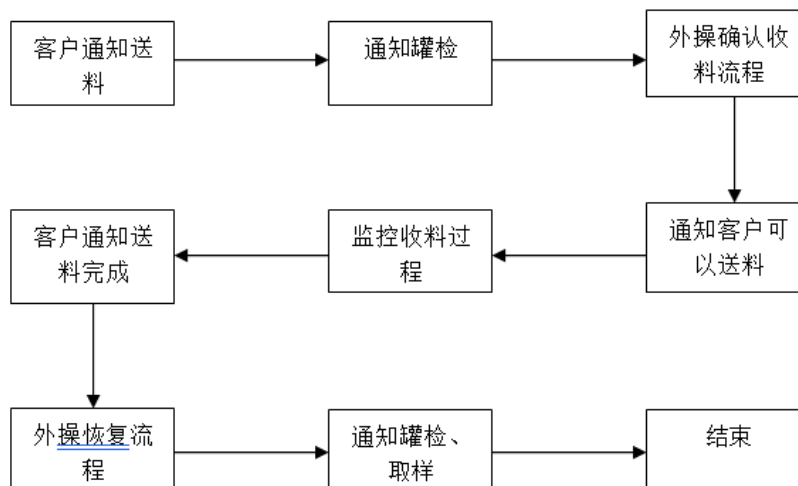 客户通知送
料
通知罐检
外操确认收
料流程
通知客户可
以送料
监控收料过
程
客户通知送
料完成
外操恢复流
程
通知罐检、
取样
结束